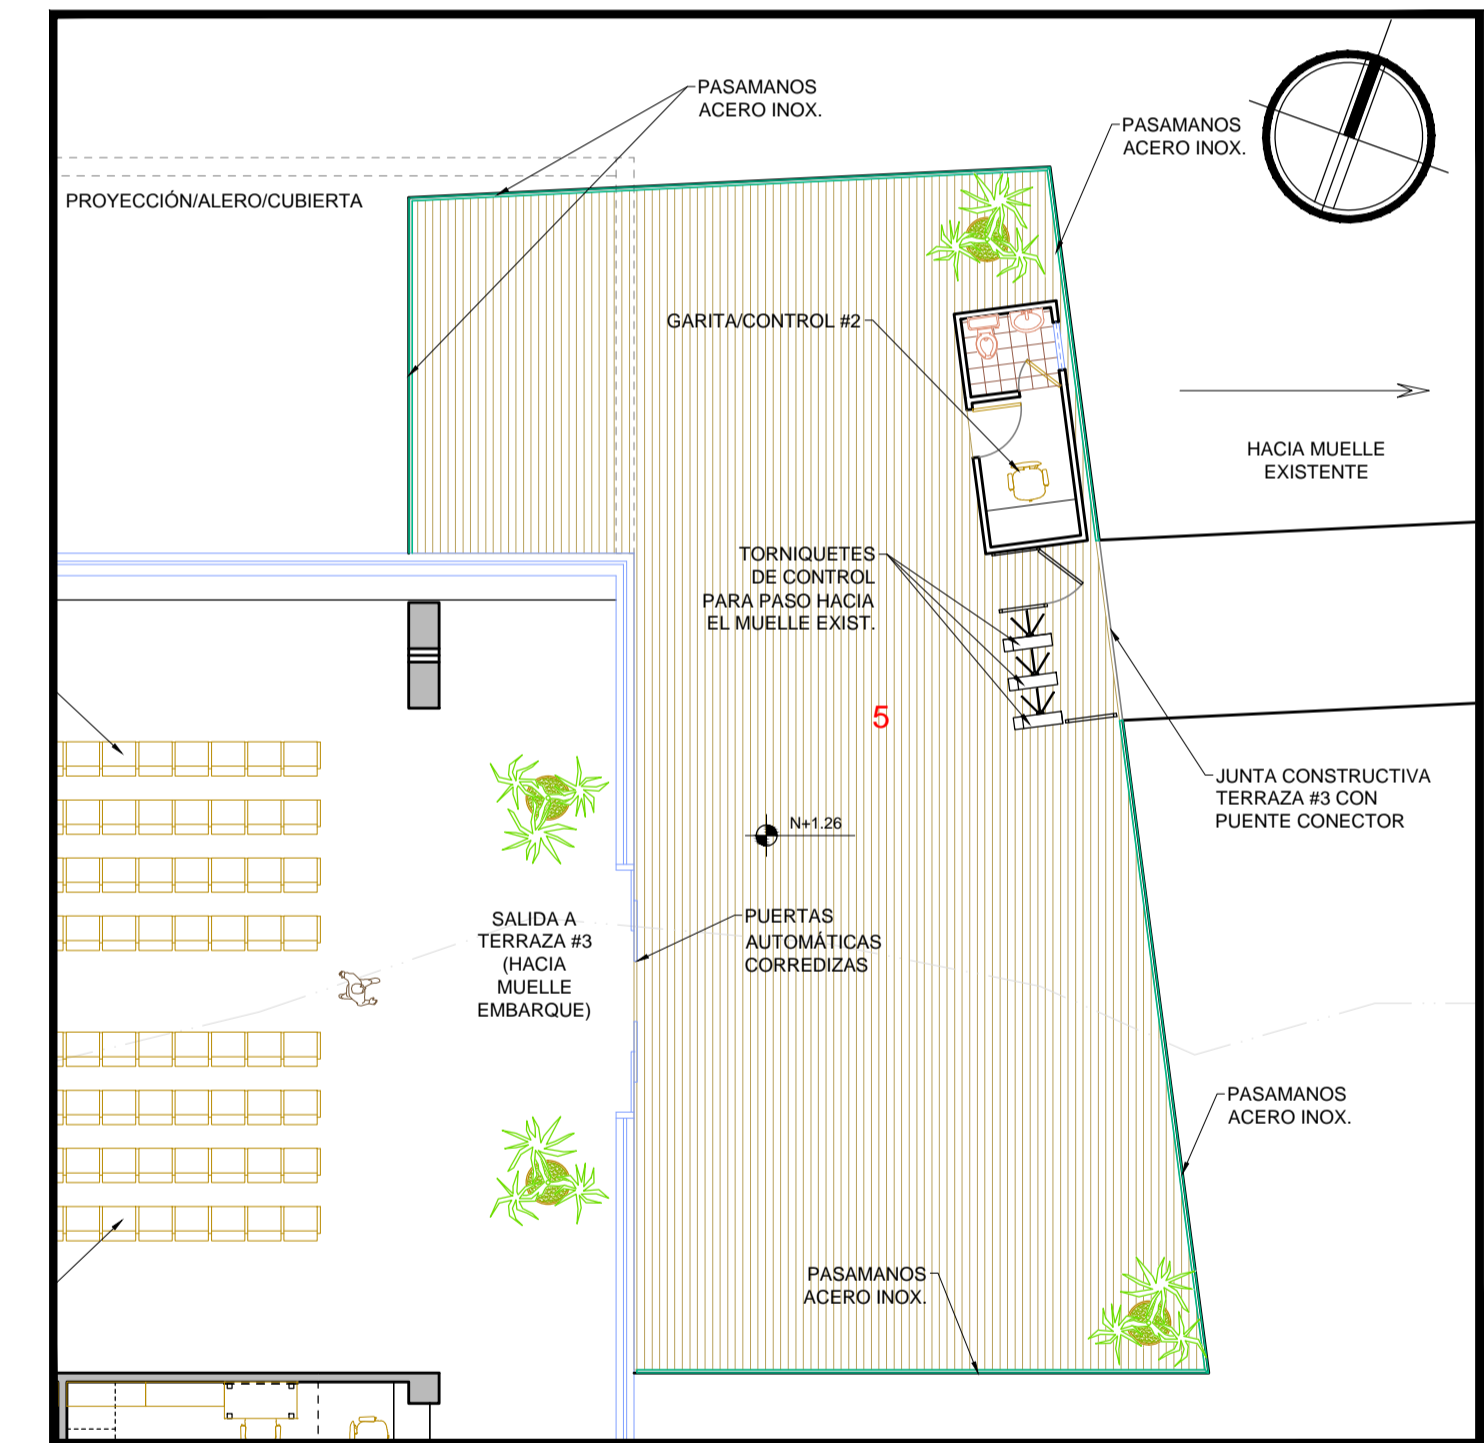 PASAMANOS
ACERO INOX.
PASAMANOS
ACERO INOX.
PROYECCIÓN/ALERO/CUBIERTA
GARITA/CONTROL #2
HACIA MUELLE
EXISTENTE
TORNIQUETES
DE CONTROL
PARA PASO HACIA
EL MUELLE EXIST.
5
JUNTA CONSTRUCTIVA
TERRAZA #3 CON
PUENTE CONECTOR
N+1.26
SALIDA A
TERRAZA #3
(HACIA
MUELLE
EMBARQUE)
PUERTAS
AUTOMÁTICAS
CORREDIZAS
PASAMANOS
ACERO INOX.
PASAMANOS
ACERO INOX.